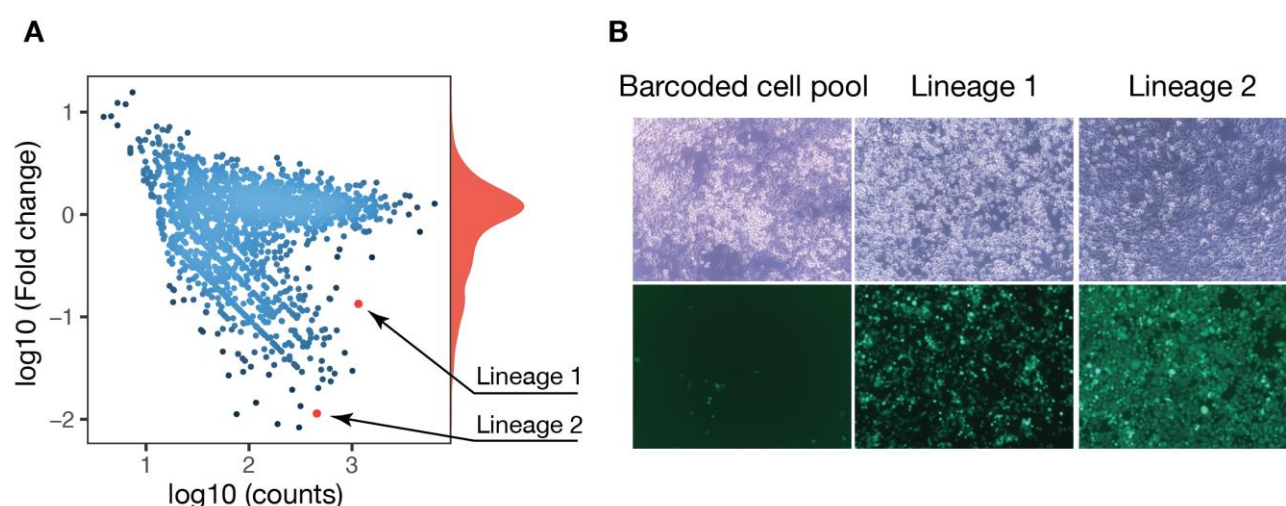 A
log10 (Fold change)
1
0
−1
−2
1 2 3
log10 (counts)
Lineage 1
Lineage 2
B
Barcoded cell pool Lineage 1 Lineage 2